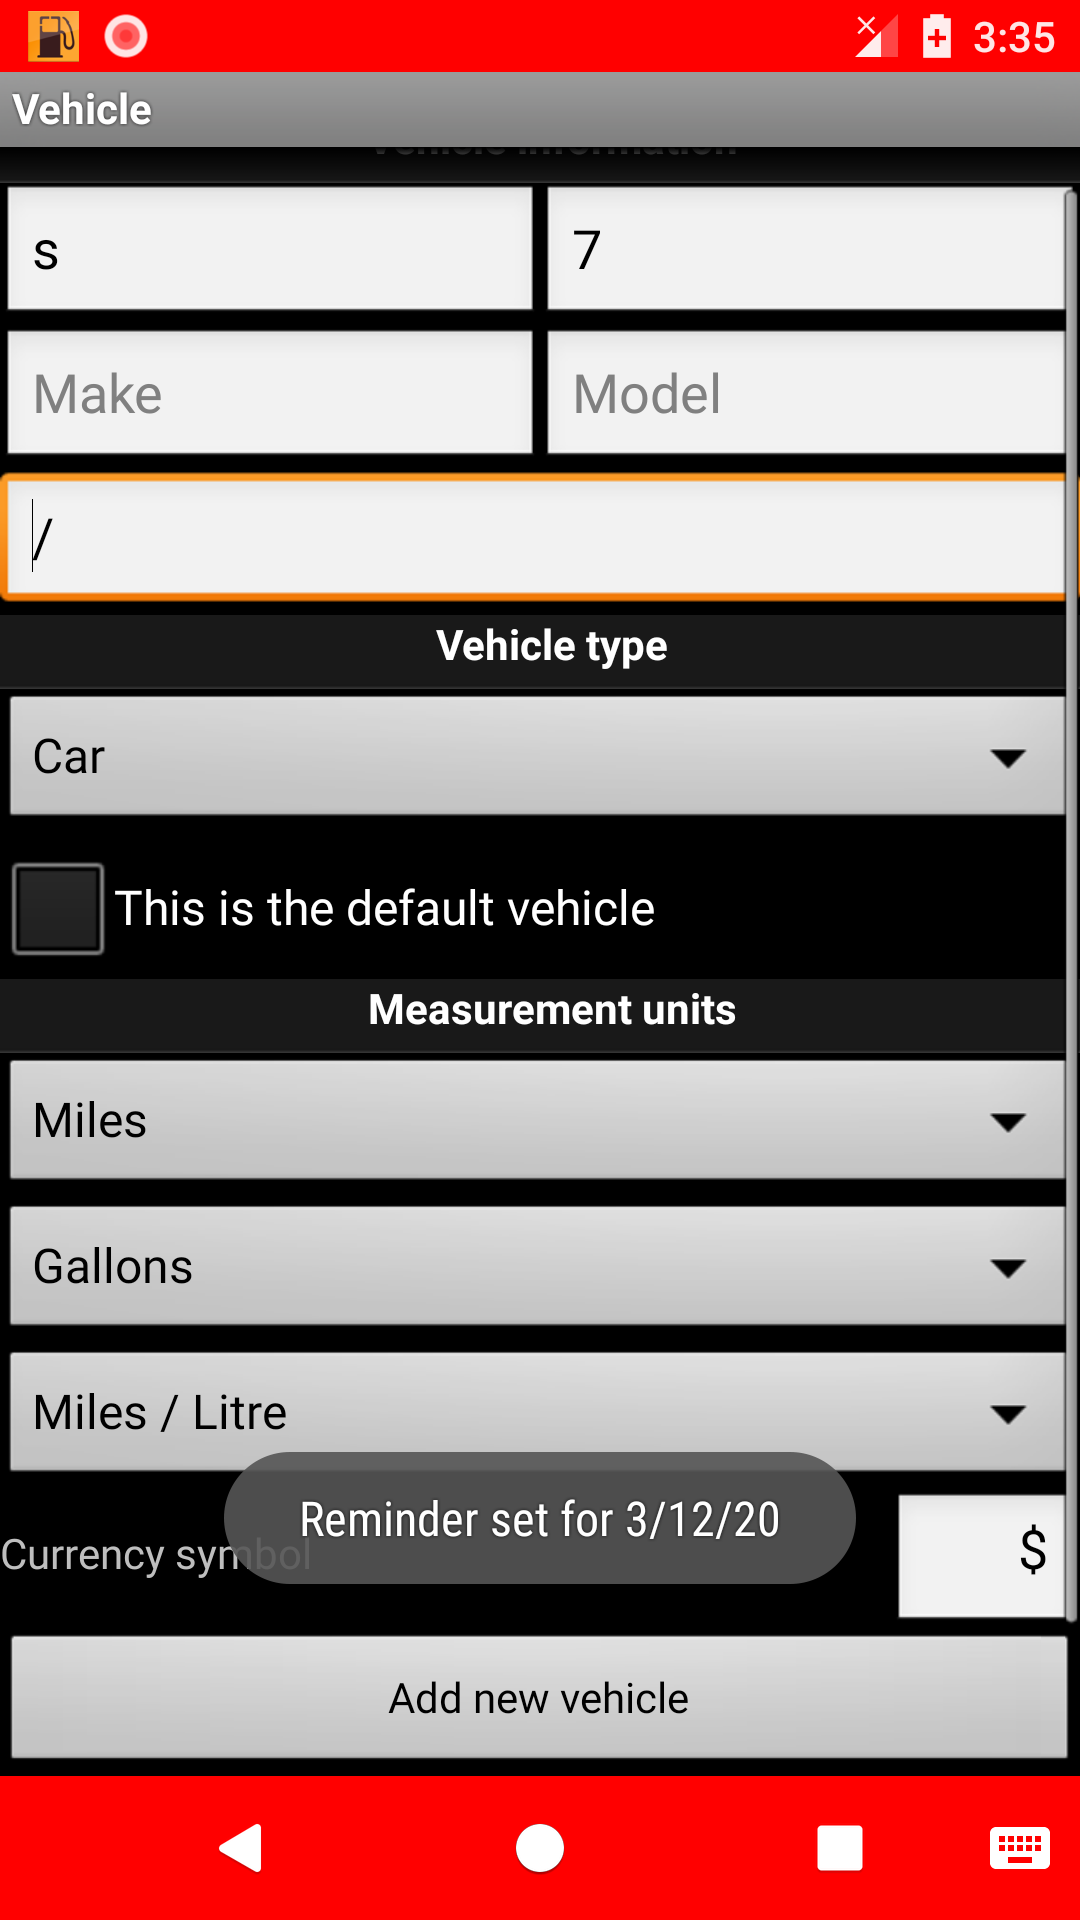 3:35
Vehicle
s
7
Make
Model
/
Vehicle type
Car
This is the default vehicle
Measurement units
Miles
Gallons
Miles / Litre
Reminder set for 3/12/20
Currency symbol
$
Add new vehicle